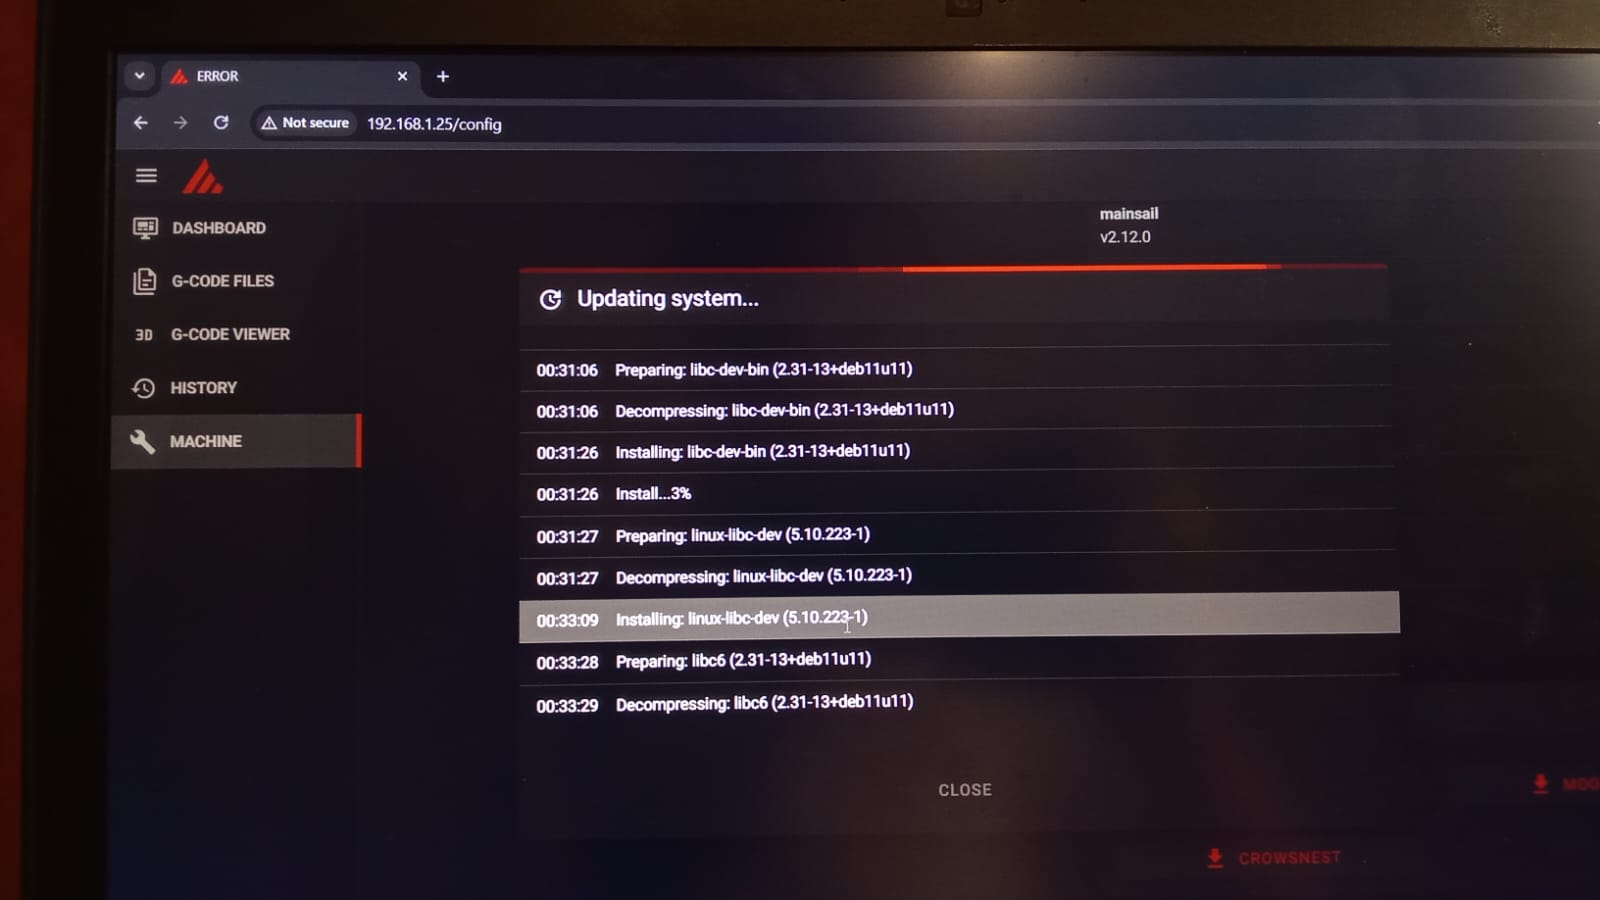 ERROR
Not secure 192.168.1.25/config
mainsail
v2.12.0
DASHBOARD
G-CODE FILES
3D G-CODE VIEWER
HISTORY
MACHINE
Updating system...
00:31:06 Preparing: libc-dev-bin (2.31-13+deb11u11)
00:31:06 Decompressing: libc-dev-bin (2.31-13+deb11u11)
00:31:26 Installing: libc-dev-bin (2.31-13+deb11u11)
00:31:26 Install...3%
00:31:27 Preparing: linux-libc-dev (5.10.223-1)
00:31:27 Decompressing: linux-libc-dev (5.10.223-1)
00:33:09 Installing: linux-libc-dev (5.10.223-1)
00:33:28 Preparing: libc6 (2.31-13+deb11u11)
00:33:29 Decompressing: libc6 (2.31-13+deb11u11)
CLOSE
CROWSNEST